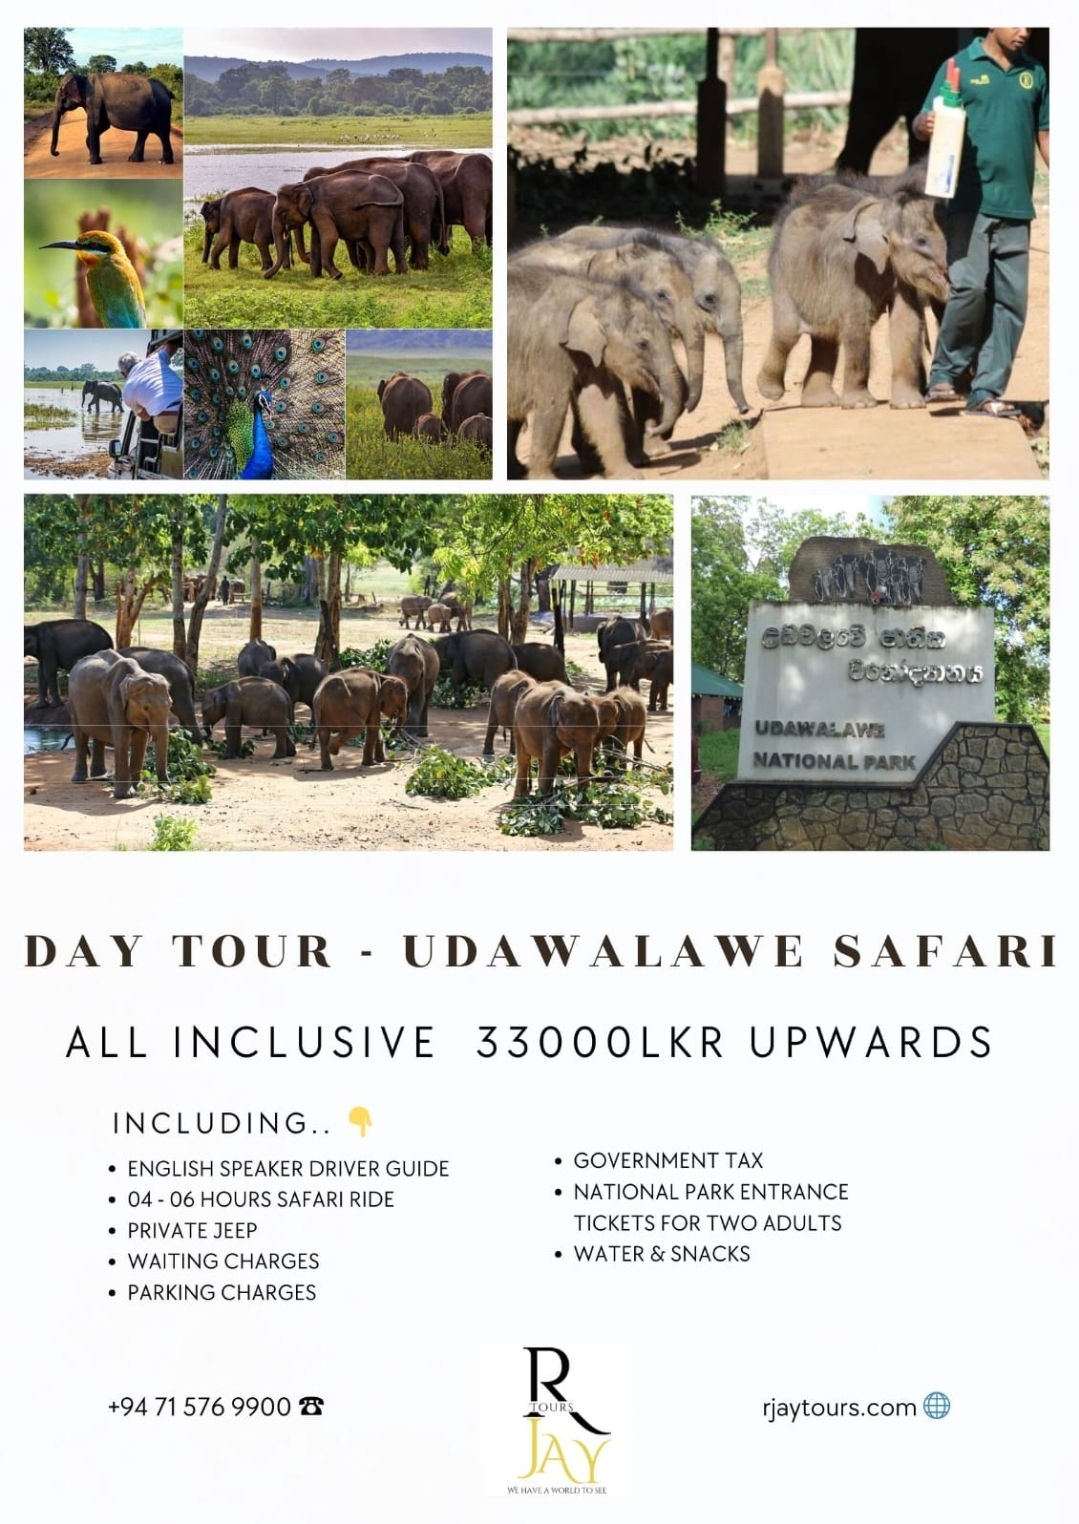 උඩවලවේ ජාතික
විනෝද්‍යානය
UDAWALAWE
NATIONAL PARK
DAY TOUR - UDAWALAWE SAFARI
ALL INCLUSIVE 33000LKR UPWARDS
INCLUDING.. 👇
• ENGLISH SPEAKER DRIVER GUIDE
• 04 - 06 HOURS SAFARI RIDE
• PRIVATE JEEP
• WAITING CHARGES
• PARKING CHARGES
• GOVERNMENT TAX
• NATIONAL PARK ENTRANCE
TICKETS FOR TWO ADULTS
• WATER & SNACKS
+94 71 576 9900 ☎
R
TOURS
JAY
WE HAVE A WORLD TO SEE
rjaytours.com 🌐